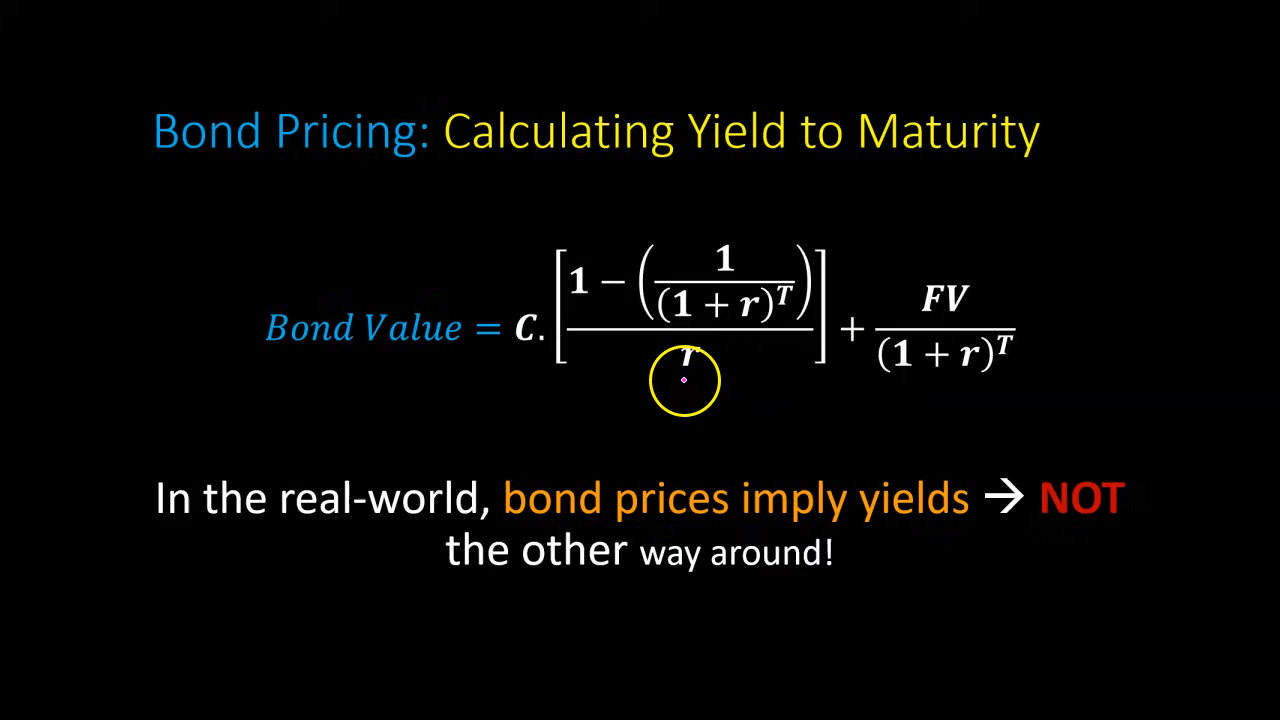 Bond Pricing: Calculating Yield to Maturity
Bond Value = C. [ (1 − (1 / (1 + r)^T)) / r ] + FV / (1 + r)^T
In the real-world, bond prices imply yields → NOT
the other way around!